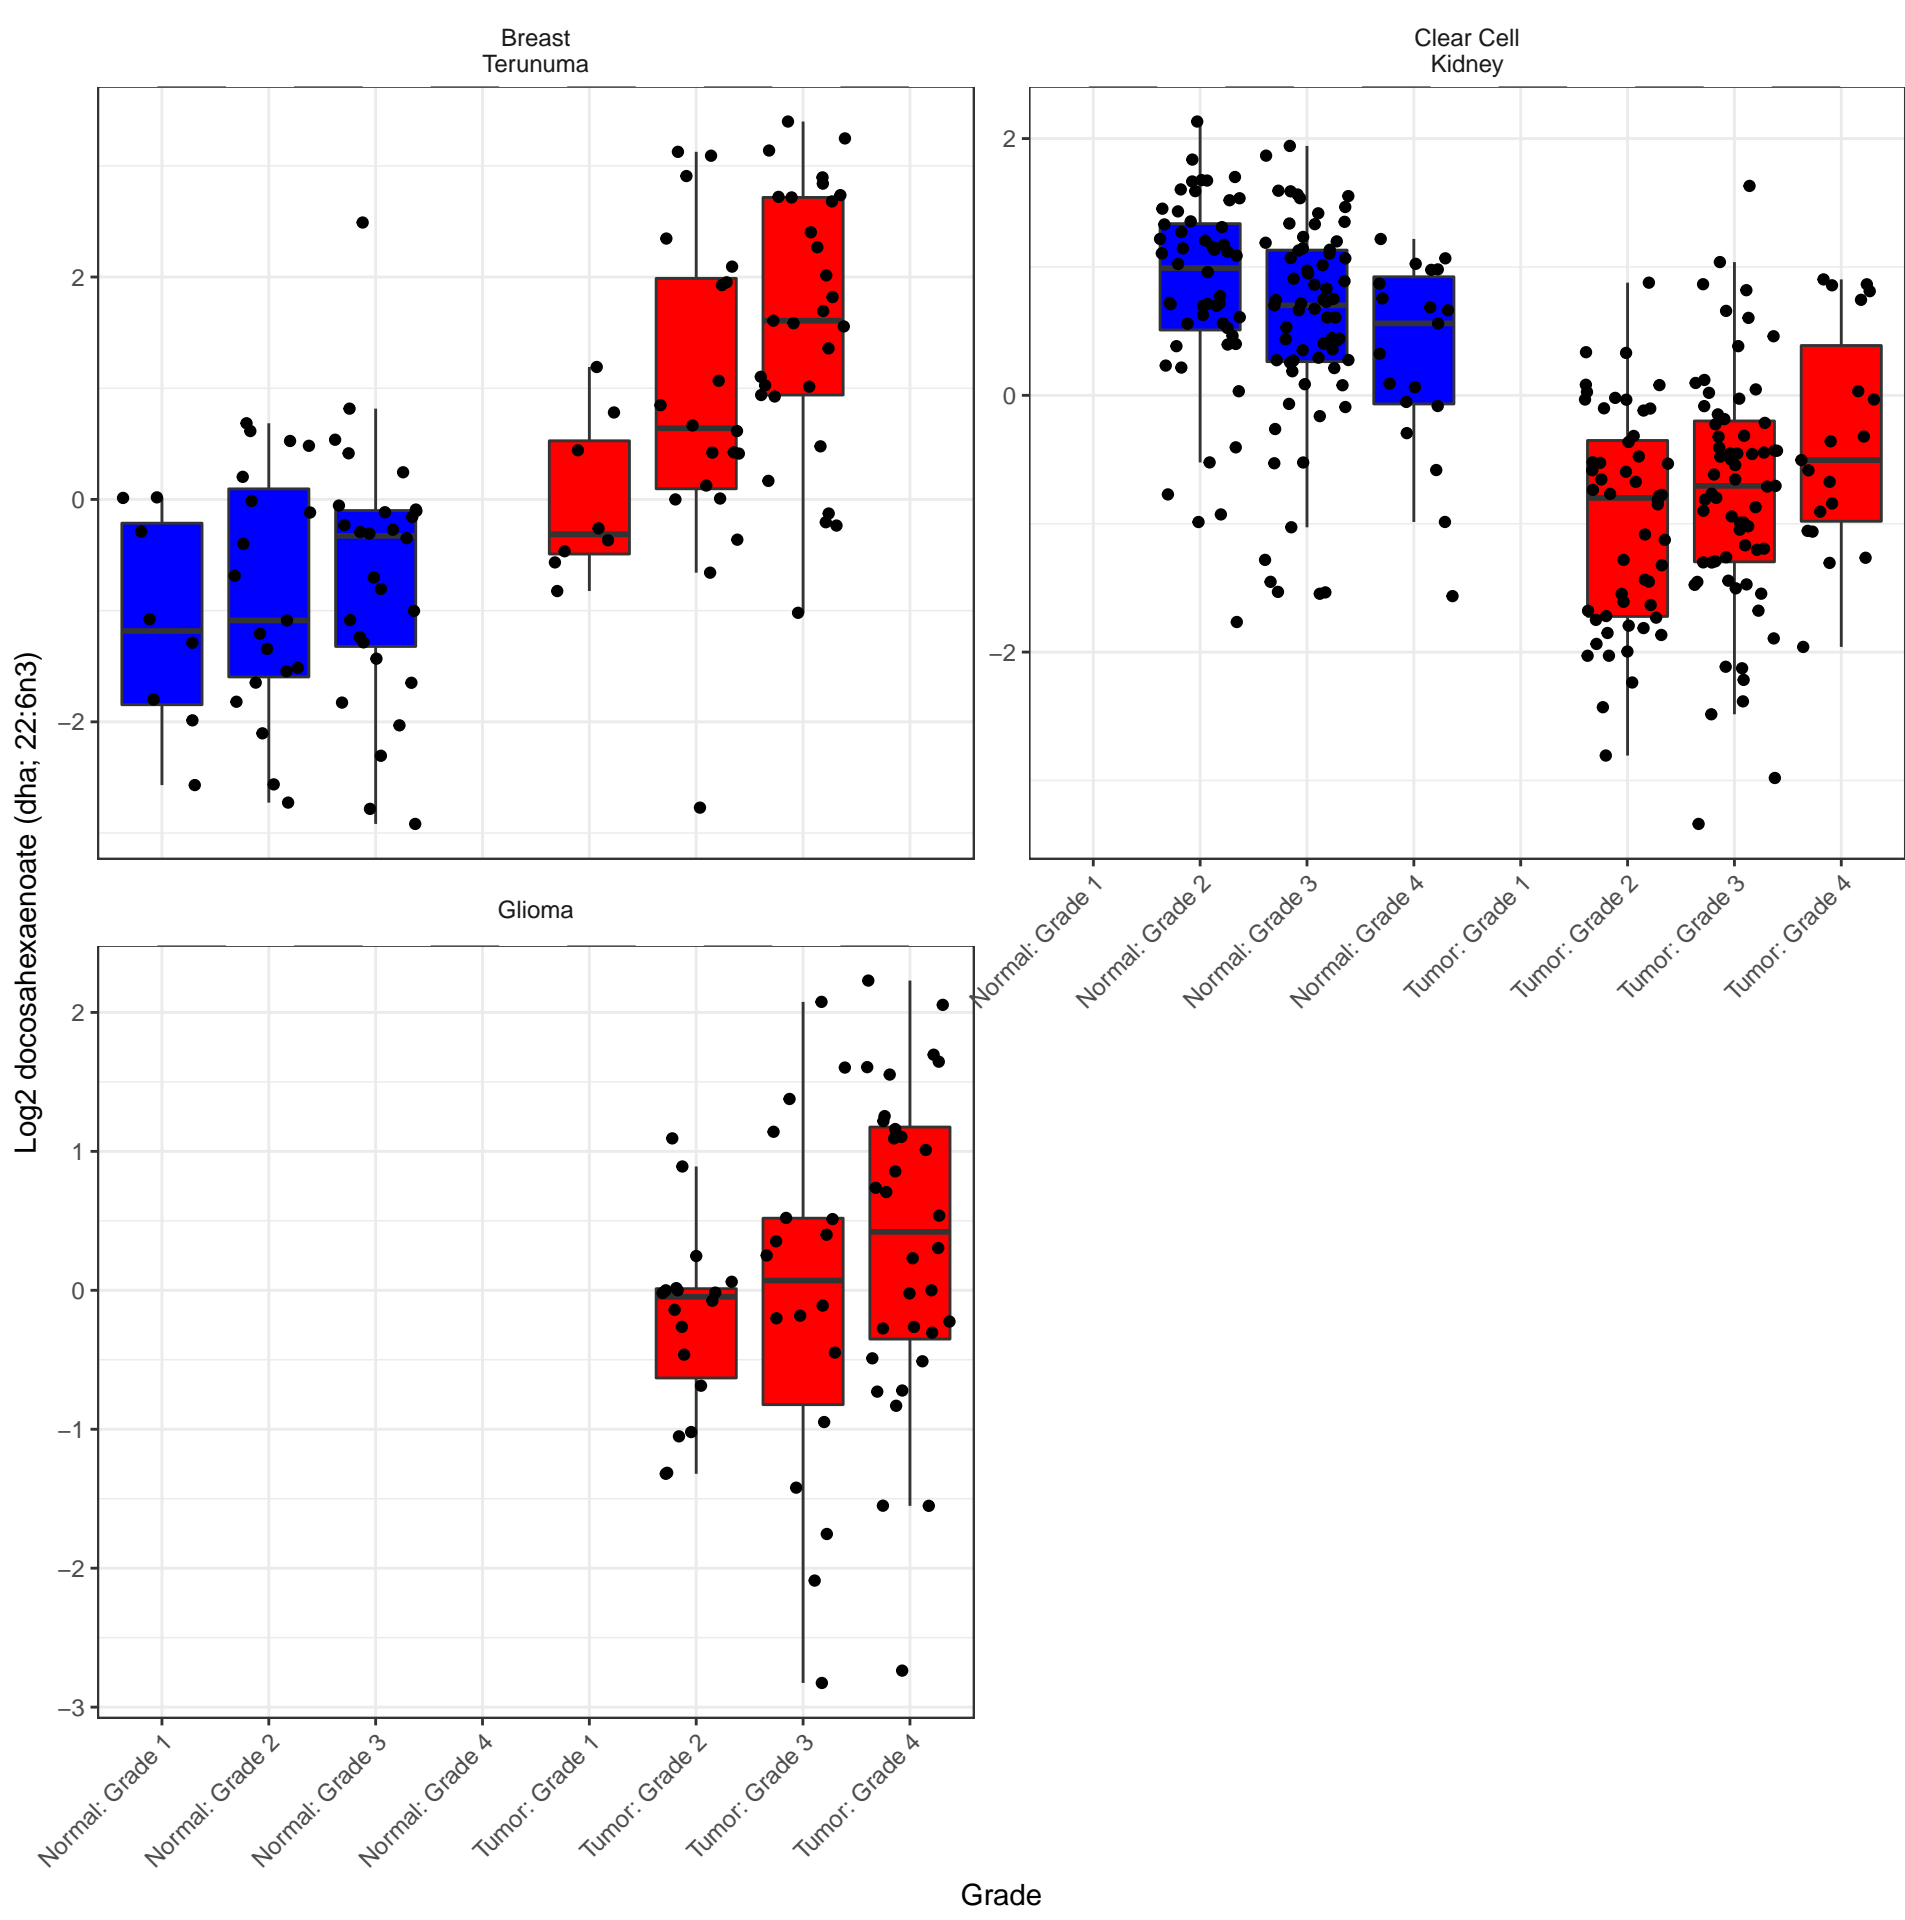 Breast
Terunuma
Clear Cell
Kidney
2
0
−2
2
0
−2
Normal: Grade 1
Normal: Grade 2
Normal: Grade 3
Normal: Grade 4
Tumor: Grade 1
Tumor: Grade 2
Tumor: Grade 3
Tumor: Grade 4
Glioma
2
1
0
−1
−2
−3
Normal: Grade 1
Normal: Grade 2
Normal: Grade 3
Normal: Grade 4
Tumor: Grade 1
Tumor: Grade 2
Tumor: Grade 3
Tumor: Grade 4
Log2 docosahexaenoate (dha; 22:6n3)
Grade